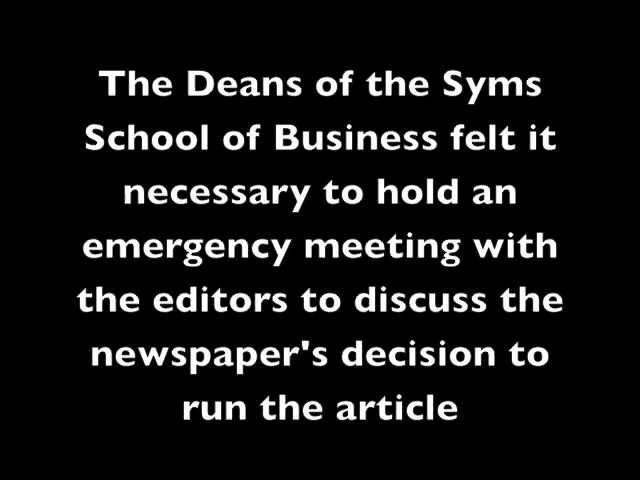 The Deans of the Syms
School of Business felt it
necessary to hold an
emergency meeting with
the editors to discuss the
newspaper's decision to
run the article